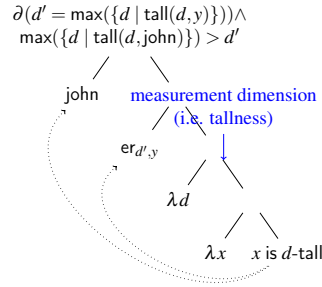 ∂(d′ = max({d | tall(d,y)}))∧
max({d | tall(d,john)}) > d′
john
measurement dimension
(i.e. tallness)
er_{d′,y}
λd
λx
x is d-tall